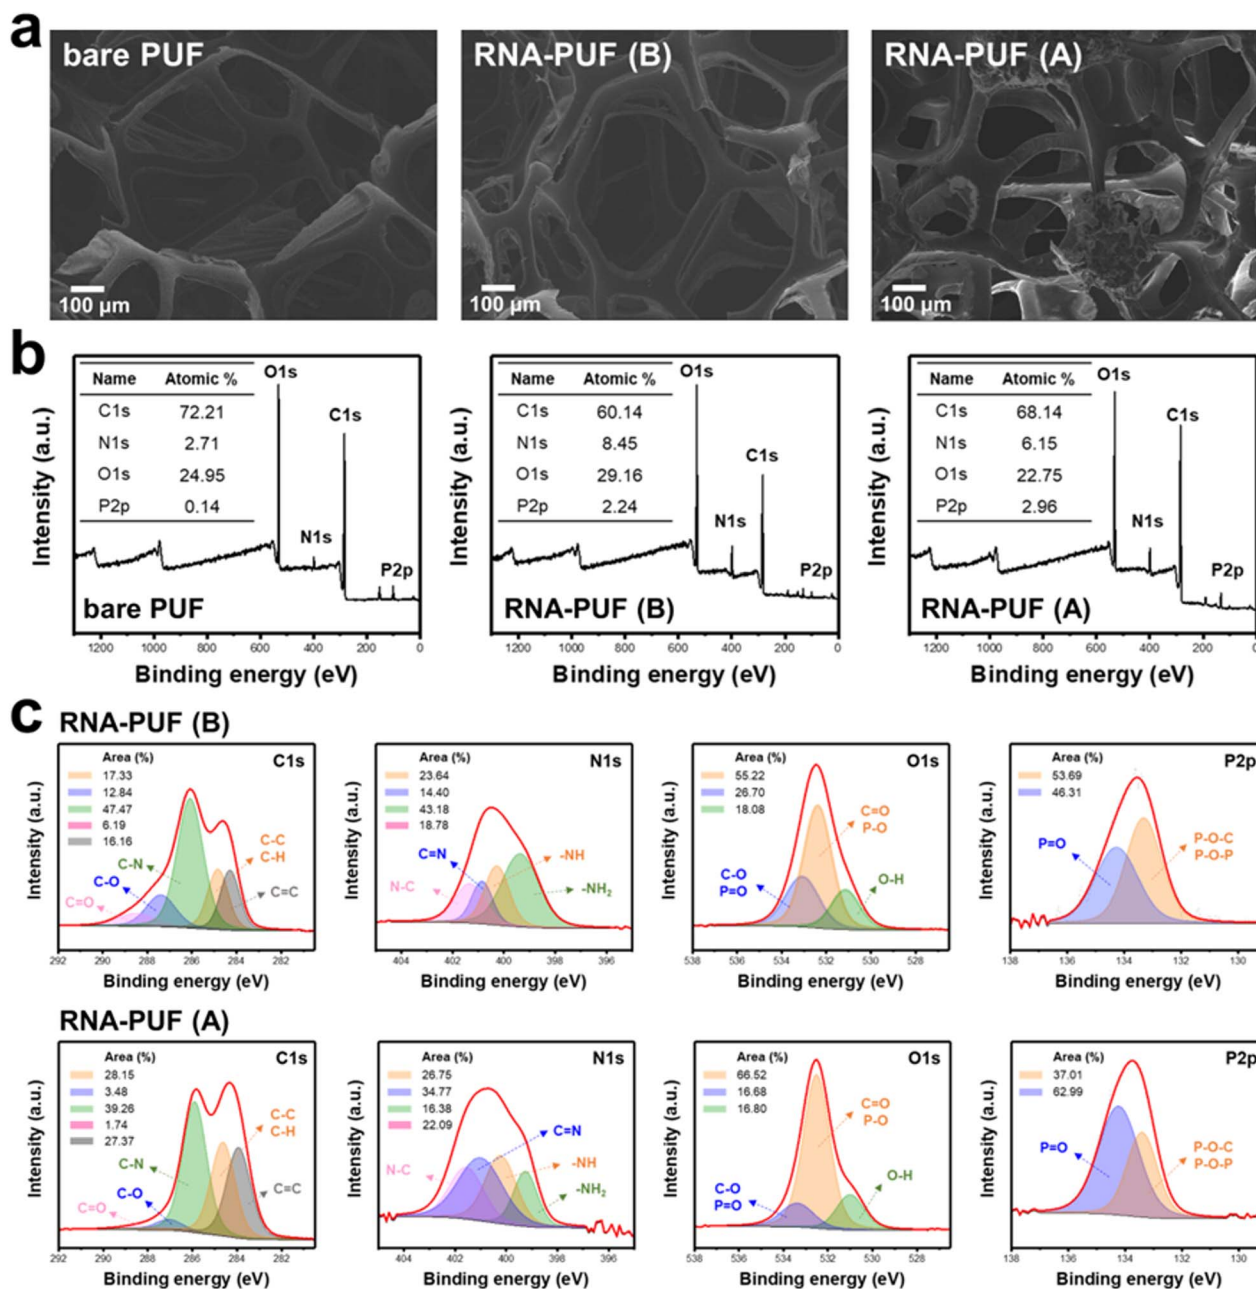 a
bare PUF
100 µm
RNA-PUF (B)
100 µm
RNA-PUF (A)
100 µm
b
Intensity (a.u.)
Name Atomic %
C1s 72.21
N1s 2.71
O1s 24.95
P2p 0.14
O1s
C1s
N1s
P2p
bare PUF
1200 1000 800 600 400 200 0
Binding energy (eV)
Intensity (a.u.)
Name Atomic %
C1s 60.14
N1s 8.45
O1s 29.16
P2p 2.24
O1s
C1s
N1s
P2p
RNA-PUF (B)
1200 1000 800 600 400 200 0
Binding energy (eV)
Intensity (a.u.)
Name Atomic %
C1s 68.14
N1s 6.15
O1s 22.75
P2p 2.96
O1s
C1s
N1s
P2p
RNA-PUF (A)
1200 1000 800 600 400 200 0
Binding energy (eV)
c
RNA-PUF (B)
Intensity (a.u.)
Area (%)
17.33
12.84
47.47
6.19
16.16
C1s
C-C
C-H
C-N
C-O
C=O
C=C
292 290 288 286 284 282
Binding energy (eV)
Intensity (a.u.)
Area (%)
23.64
14.40
43.18
18.78
N1s
C=N
N-C
-NH
-NH₂
404 402 400 398 396
Binding energy (eV)
Intensity (a.u.)
Area (%)
55.22
26.70
18.08
O1s
C=O
P-O
C-O
P=O
O-H
538 536 534 532 530 528
Binding energy (eV)
Intensity (a.u.)
Area (%)
53.69
46.31
P2p
P=O
P-O-C
P-O-P
138 136 134 132 130
Binding energy (eV)
RNA-PUF (A)
Intensity (a.u.)
Area (%)
28.15
3.48
39.26
1.74
27.37
C1s
C-C
C-H
C-N
C-O
C=O
C=C
292 290 288 286 284 282
Binding energy (eV)
Intensity (a.u.)
Area (%)
26.75
34.77
16.38
22.09
N1s
C=N
N-C
-NH
-NH₂
404 402 400 398 396
Binding energy (eV)
Intensity (a.u.)
Area (%)
66.52
16.68
16.80
O1s
C=O
P-O
C-O
P=O
O-H
538 536 534 532 530 528
Binding energy (eV)
Intensity (a.u.)
Area (%)
37.01
62.99
P2p
P=O
P-O-C
P-O-P
138 136 134 132 130
Binding energy (eV)